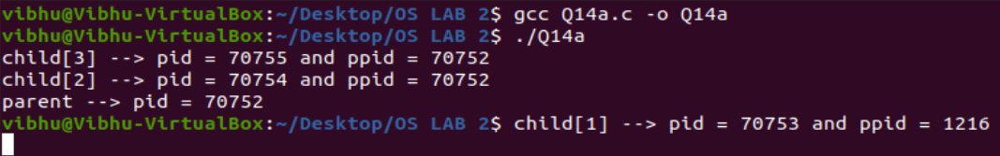 vibhu@Vibhu-VirtualBox:~/Desktop/OS LAB 2$ gcc Q14a.c -o Q14a
vibhu@Vibhu-VirtualBox:~/Desktop/OS LAB 2$ ./Q14a
child[3] --> pid = 70755 and ppid = 70752
child[2] --> pid = 70754 and ppid = 70752
parent --> pid = 70752
vibhu@Vibhu-VirtualBox:~/Desktop/OS LAB 2$ child[1] --> pid = 70753 and ppid = 1216